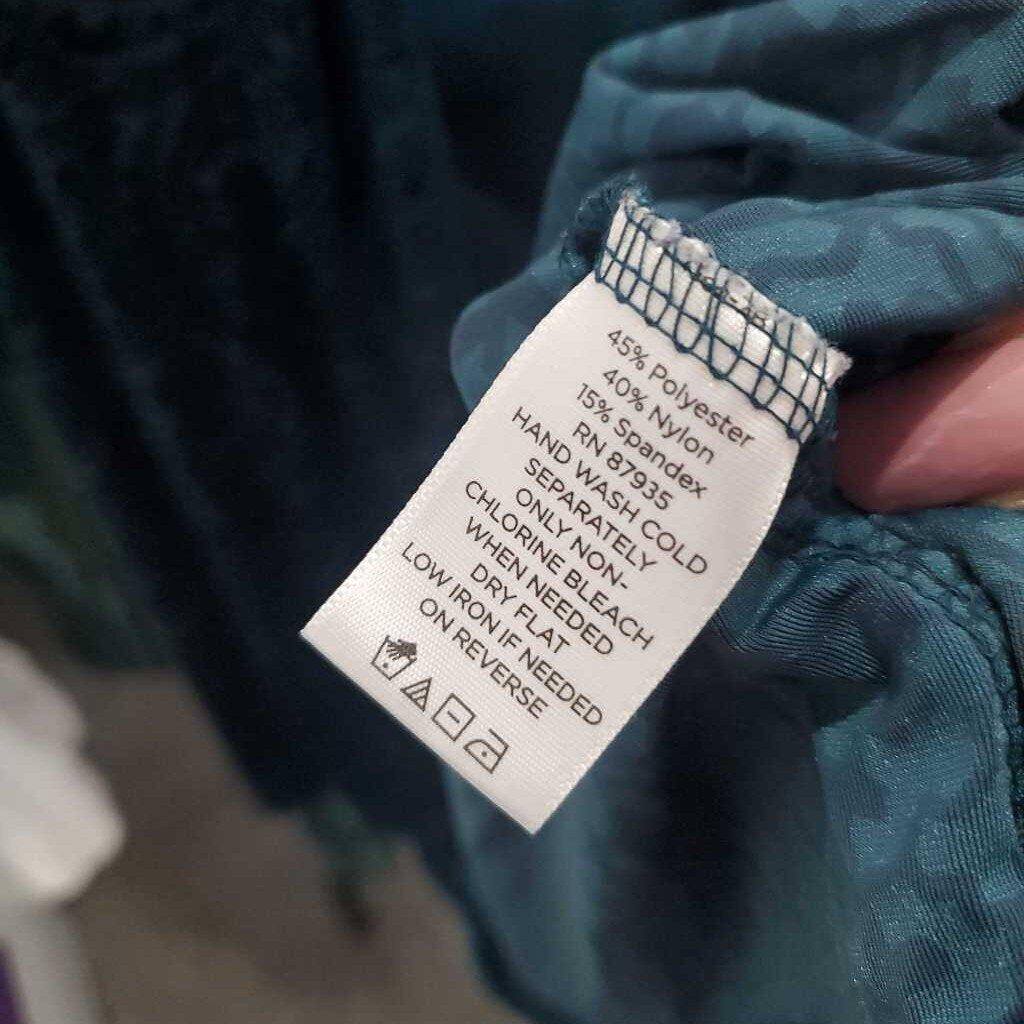 45% Polyester
40% Nylon
15% Spandex
RN 87935
HAND WASH COLD
SEPARATELY
ONLY NON-
CHLORINE BLEACH
WHEN NEEDED
DRY FLAT
LOW IRON IF NEEDED
ON REVERSE